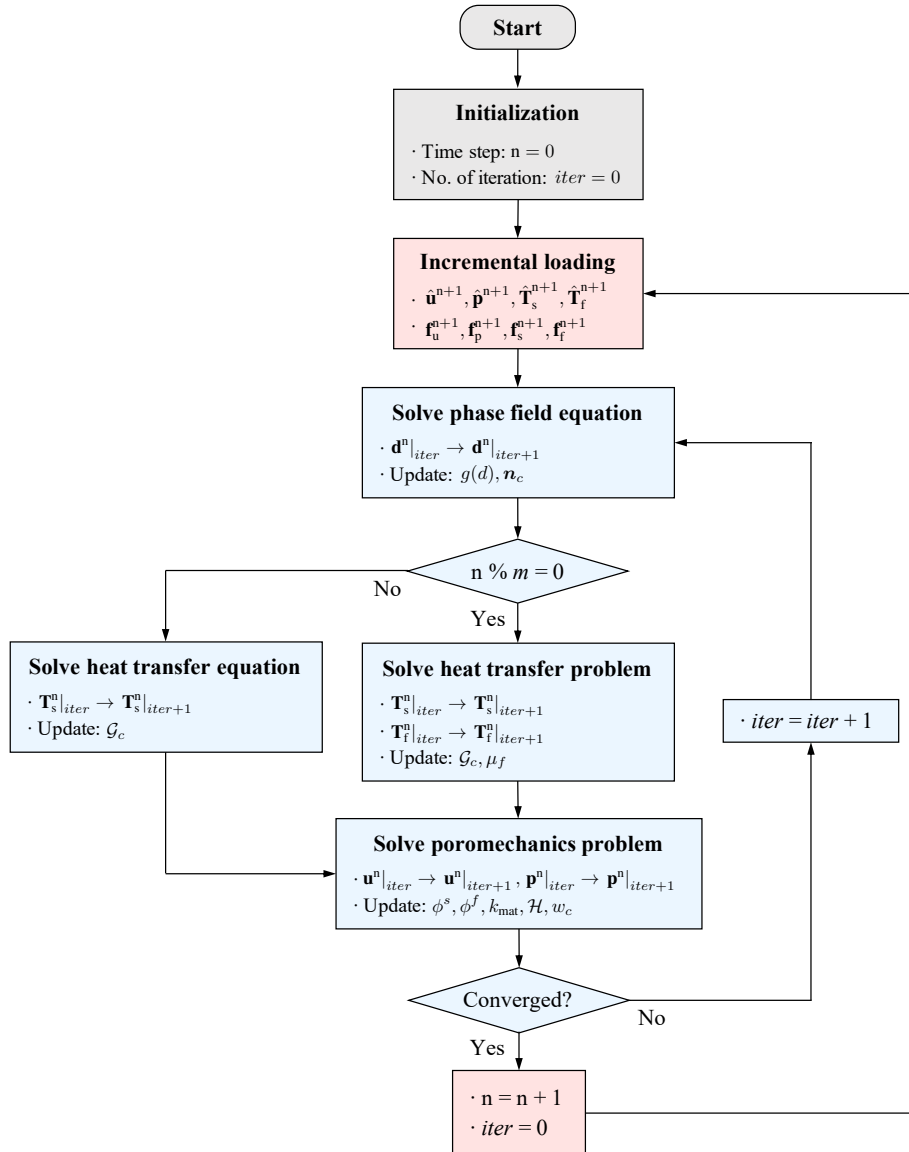 Start
Initialization
· Time step: n = 0
· No. of iteration: iter = 0
Incremental loading
· û^{n+1}, p̂^{n+1}, T̂_s^{n+1}, T̂_f^{n+1}
· f_u^{n+1}, f_p^{n+1}, f_s^{n+1}, f_f^{n+1}
Solve phase field equation
· d^n|_{iter} → d^n|_{iter+1}
· Update: g(d), n_c
n % m = 0
No
Yes
Solve heat transfer equation
· T_s^n|_{iter} → T_s^n|_{iter+1}
· Update: 𝒢_c
Solve heat transfer problem
· T_s^n|_{iter} → T_s^n|_{iter+1}
· T_f^n|_{iter} → T_f^n|_{iter+1}
· Update: 𝒢_c, μ_f
· iter = iter + 1
Solve poromechanics problem
· u^n|_{iter} → u^n|_{iter+1}, p^n|_{iter} → p^n|_{iter+1}
· Update: ϕ^s, ϕ^f, k_{mat}, ℋ, w_c
Converged?
No
Yes
· n = n + 1
· iter = 0